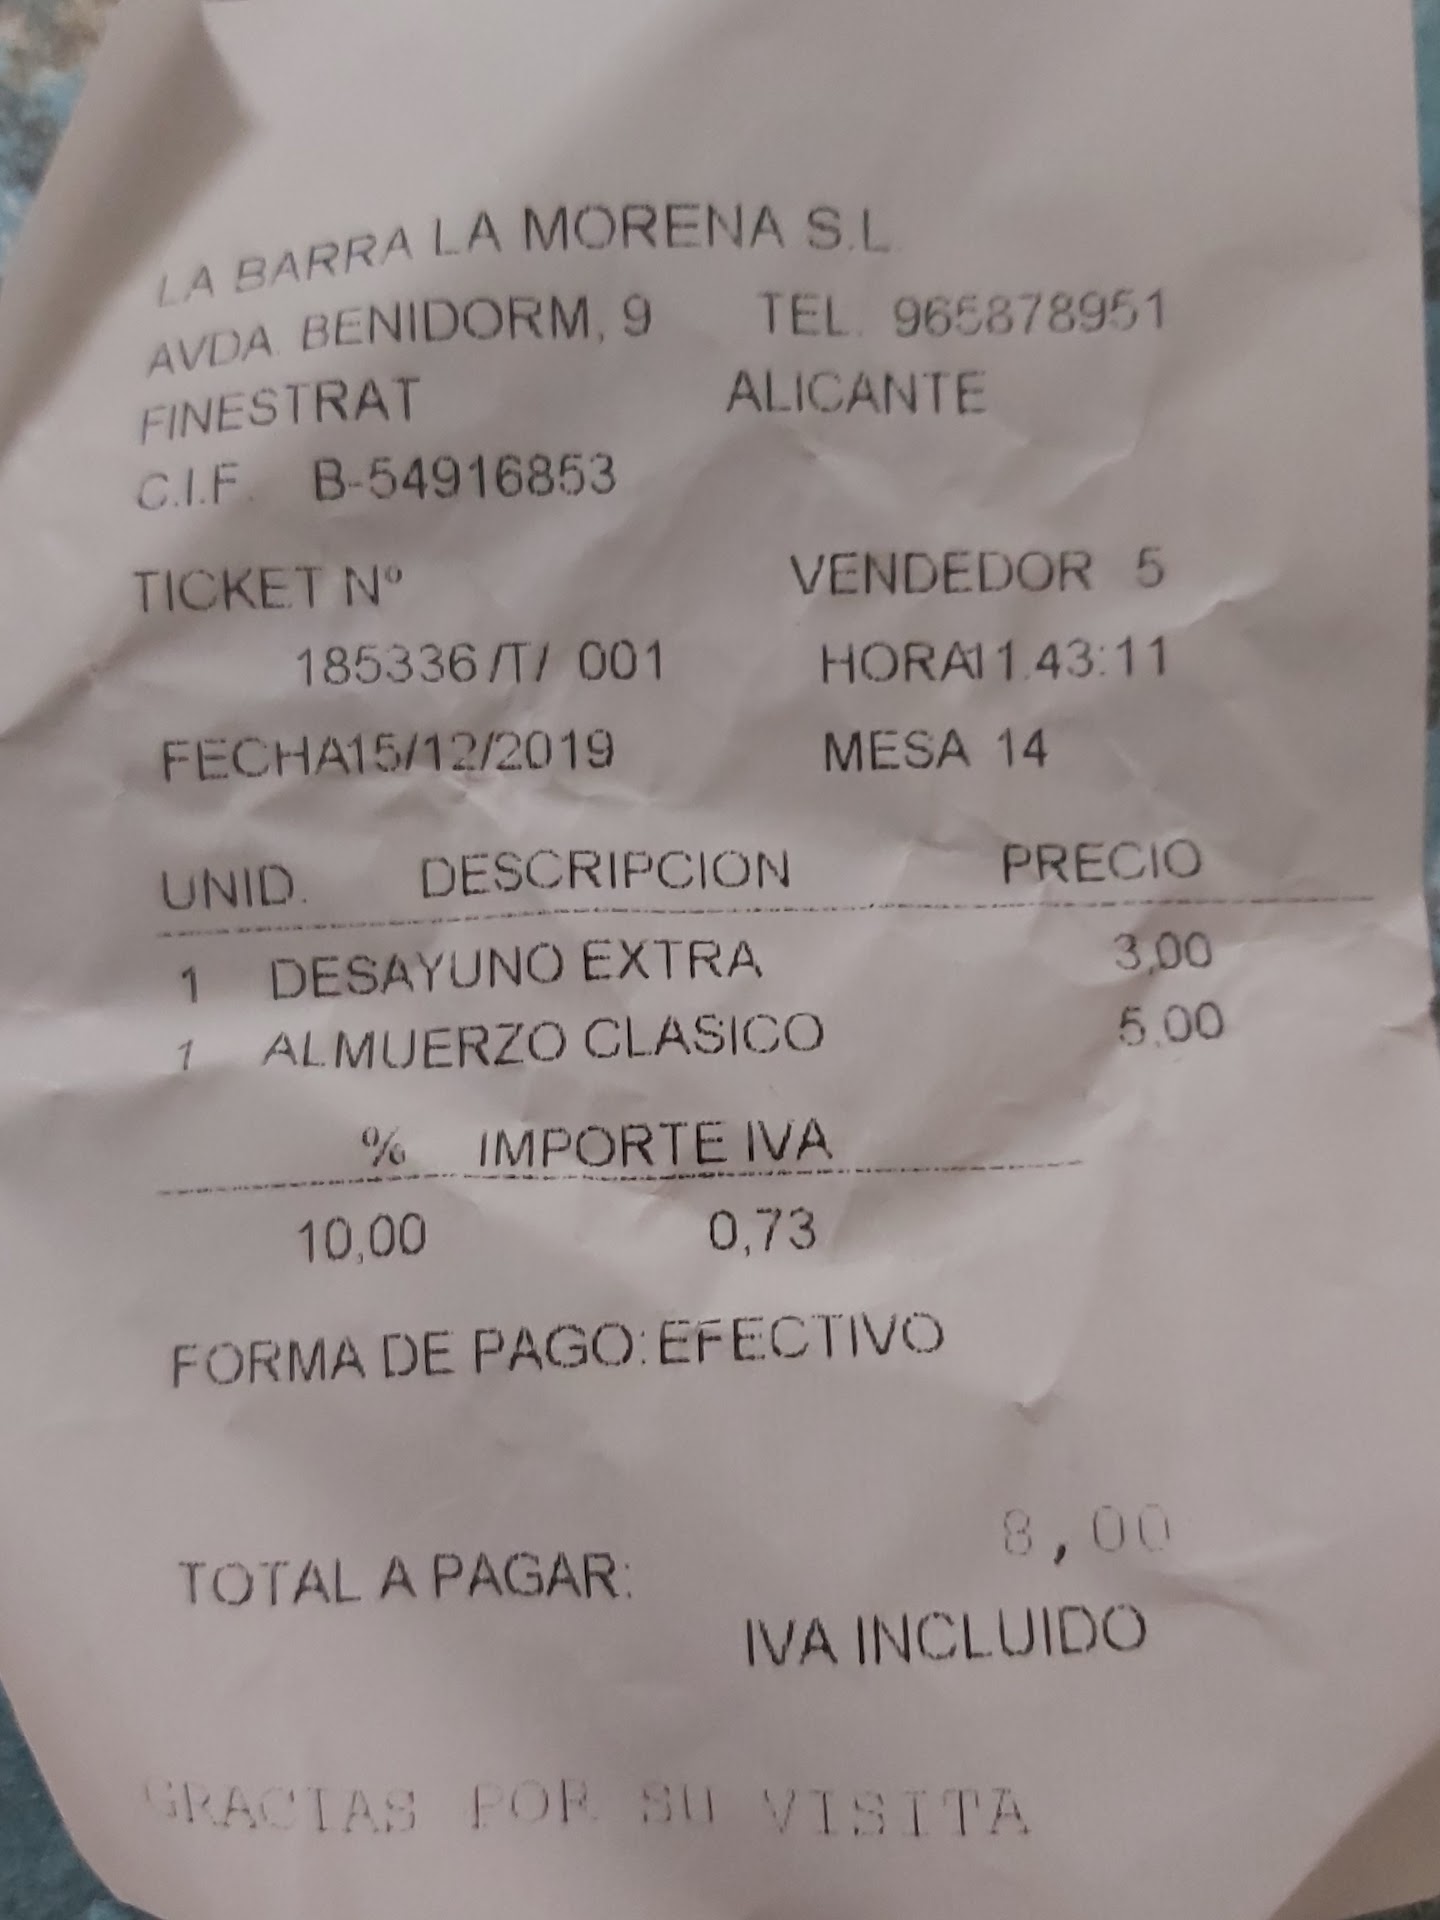 LA BARRA LA MORENA S.L.
AVDA. BENIDORM, 9 TEL. 965878951
FINESTRAT ALICANTE
C.I.F. B-54916853
TICKET Nº VENDEDOR 5
185336 /T/ 001 HORA11.43:11
FECHA15/12/2019 MESA 14
UNID. DESCRIPCION PRECIO
1 DESAYUNO EXTRA 3,00
1 ALMUERZO CLASICO 5,00
% IMPORTE IVA
10,00 0,73
FORMA DE PAGO: EFECTIVO
8,00
TOTAL A PAGAR:
IVA INCLUIDO
GRACIAS POR SU VISITA